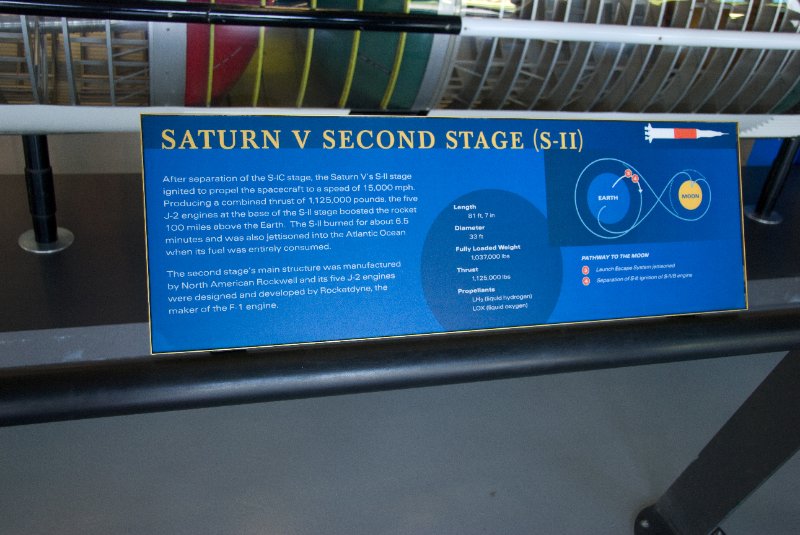 SATURN V SECOND STAGE (S-II)
After separation of the S-IC stage, the Saturn V's S-II stage
ignited to propel the spacecraft to a speed of 15,000 mph.
Producing a combined thrust of 1,125,000 pounds, the five
J-2 engines at the base of the S-II stage boosted the rocket
100 miles above the Earth. The S-II burned for about 6.5
minutes and was also jettisoned into the Atlantic Ocean
when its fuel was entirely consumed.
The second stage's main structure was manufactured
by North American Rockwell and its five J-2 engines
were designed and developed by Rocketdyne, the
maker of the F-1 engine.
Length
81 ft, 7 in
Diameter
33 ft
Fully Loaded Weight
1,037,000 lbs
Thrust
1,125,000 lbs
Propellants
LH₂ (liquid hydrogen)
LOX (liquid oxygen)
EARTH
MOON
PATHWAY TO THE MOON
Launch Escape System jettisoned
Separation of S-II ignition of S-IVB engine